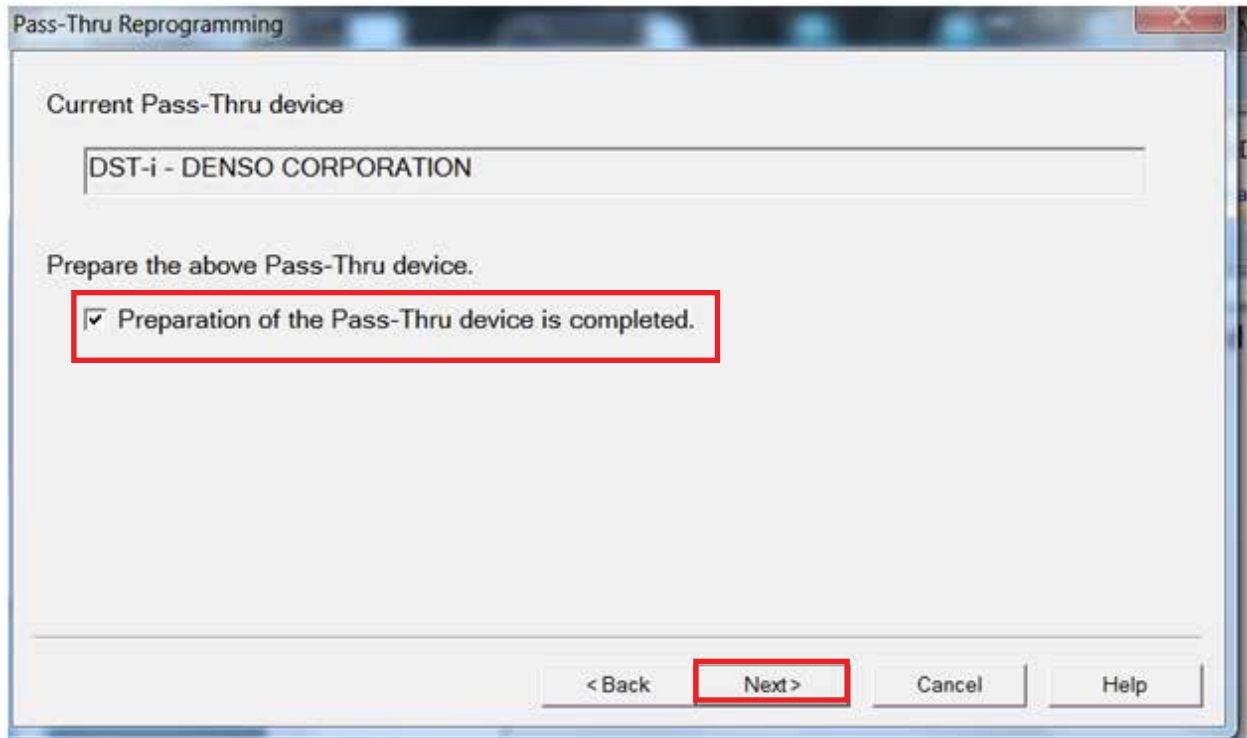 Pass-Thru Reprogramming
Current Pass-Thru device
DST-i - DENSO CORPORATION
Prepare the above Pass-Thru device.
Preparation of the Pass-Thru device is completed.
< Back Next > Cancel Help